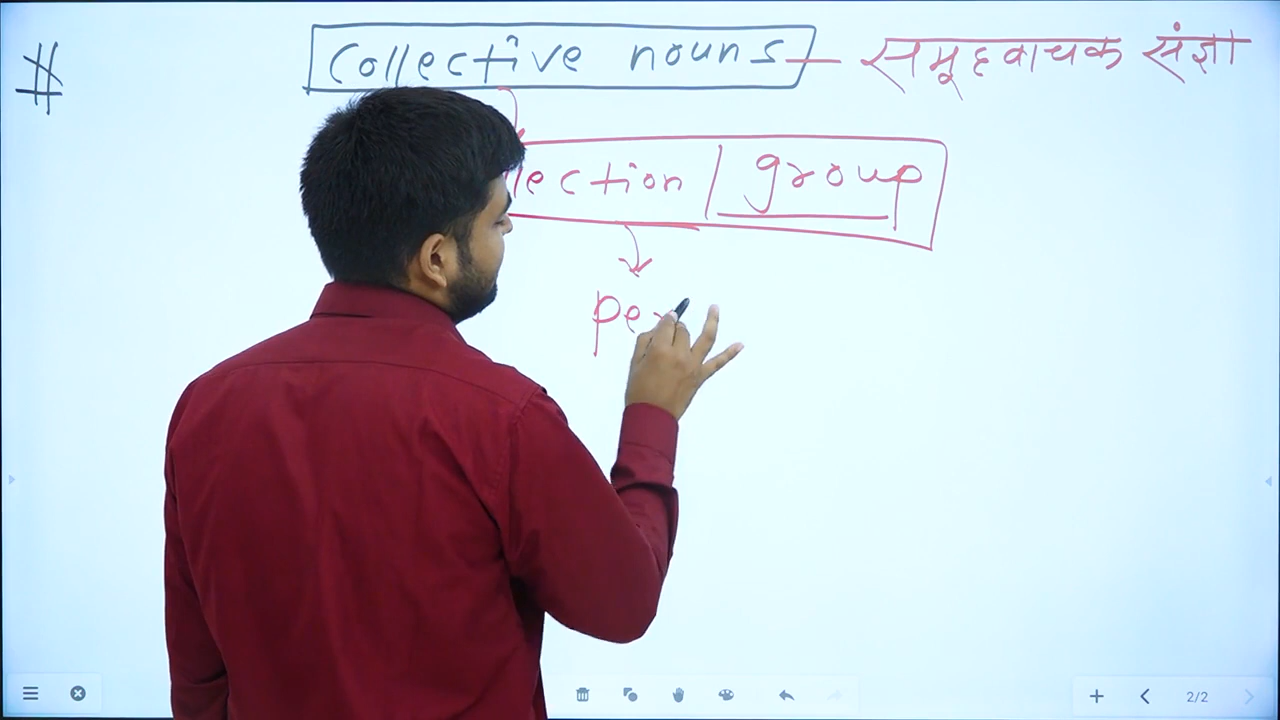 # Collective nouns — समूहवाचक संज्ञा
lection / group
pe
2/2